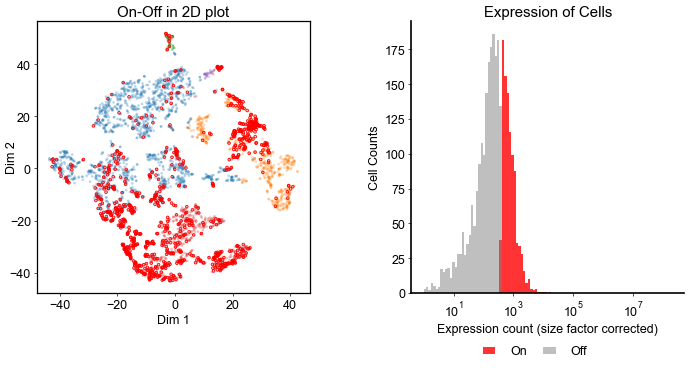 On-Off in 2D plot
Dim 2
40
20
0
−20
−40
−40 −20 0 20 40
Dim 1
Expression of Cells
Cell Counts
175
150
125
100
75
50
25
0
10^1 10^3 10^5 10^7
Expression count (size factor corrected)
On Off